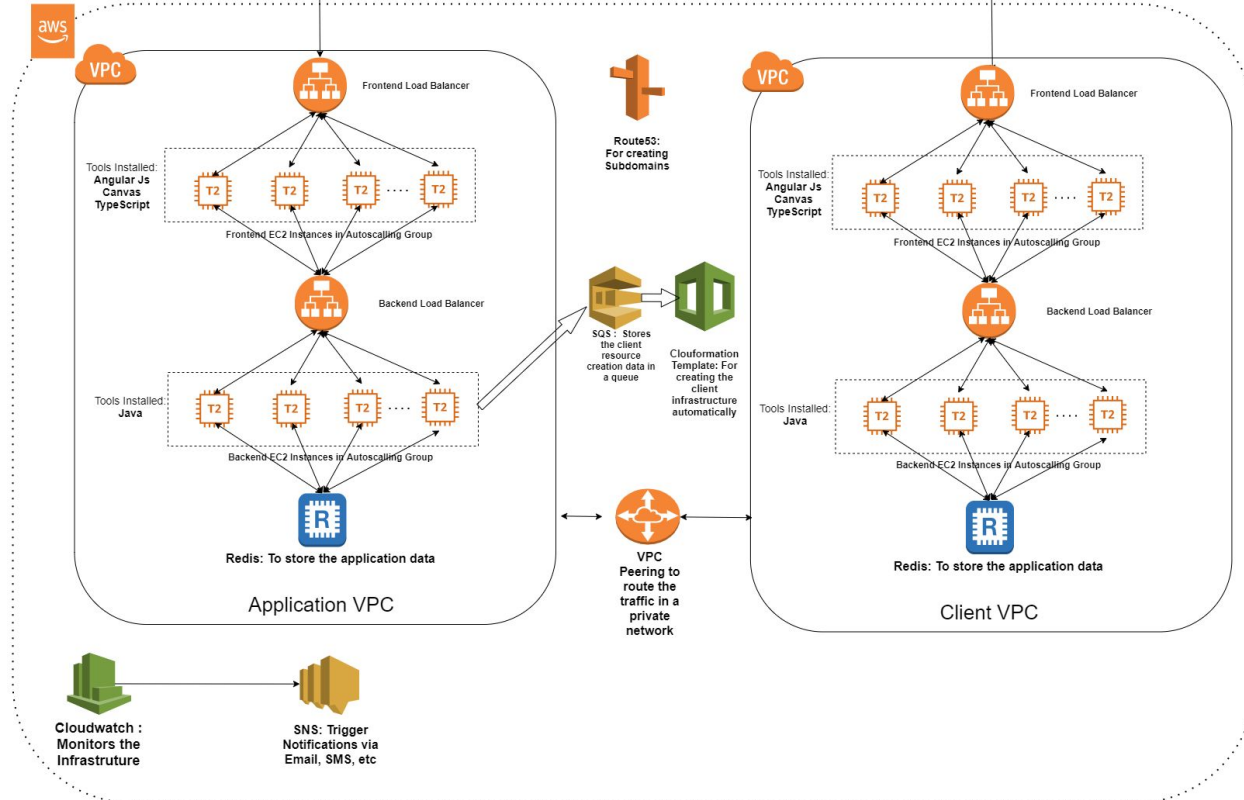 aws
VPC
Frontend Load Balancer
Tools Installed:
Angular Js
Canvas
TypeScript
T2
T2
T2
....
T2
Frontend EC2 Instances in Autoscalling Group
Backend Load Balancer
Tools Installed:
Java
T2
T2
T2
....
T2
Backend EC2 Instances in Autoscalling Group
R
Redis: To store the application data
Application VPC
Route53:
For creating
Subdomains
SQS : Stores
the client
resource
creation data in
a queue
Clouformation
Template: For
creating the
client
infrastructure
automatically
VPC
Peering to
route the
traffic in a
private
network
VPC
Frontend Load Balancer
Tools Installed:
Angular Js
Canvas
TypeScript
T2
T2
T2
....
T2
Frontend EC2 Instances in Autoscalling Group
Backend Load Balancer
Tools Installed:
Java
T2
T2
T2
....
T2
Backend EC2 Instances in Autoscalling Group
R
Redis: To store the application data
Client VPC
Cloudwatch :
Monitors the
Infrastruture
SNS: Trigger
Notifications via
Email, SMS, etc